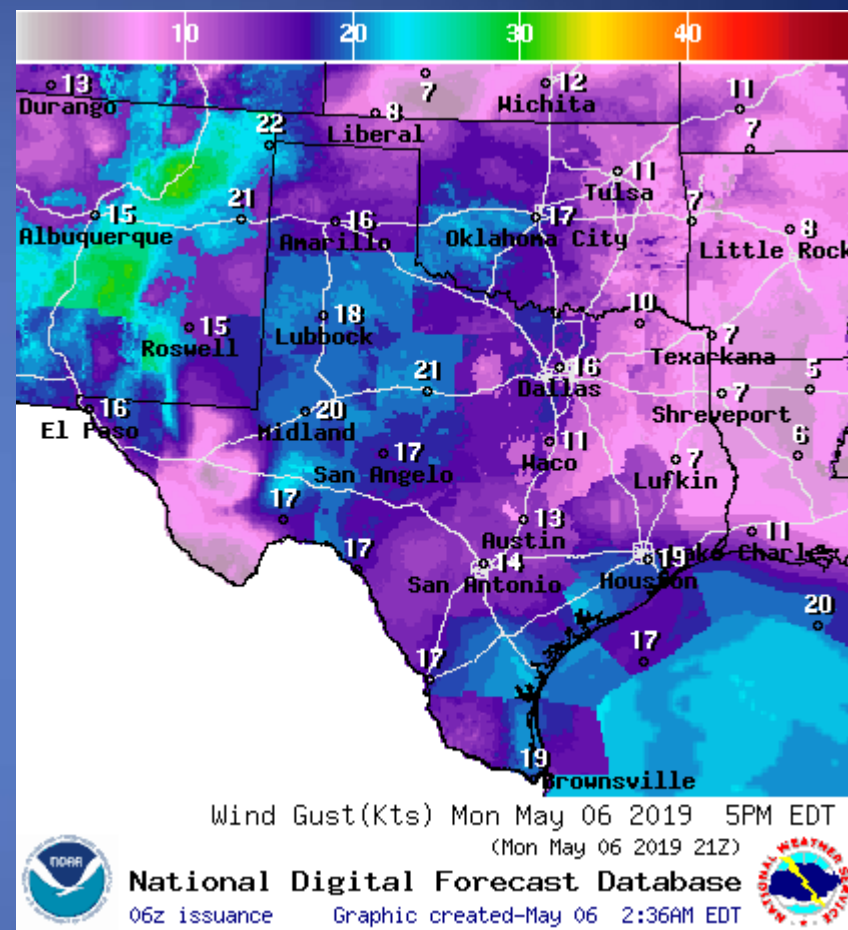 10 20 30 40
13
Durango
7
12
Wichita
8
Liberal
11
22
7
11
Tulsa
15
Albuquerque
21
16
Amarillo
17
Oklahoma City
7
8
Little Rock
15
Roswell
18
Lubbock
10
7
Texarkana
16
Dallas
16
El Paso
20
Midland
21
7
Shreveport
5
17
San Angelo
11
Waco
7
Lufkin
6
17
13
Austin
11
17
14
San Antonio
19
Houston
20
17
17
19
Brownsville
Wind Gust(Kts) Mon May 06 2019 5PM EDT
(Mon May 06 2019 21Z)
NOAA
National Digital Forecast Database
06z issuance Graphic created-May 06 2:36AM EDT
NATIONAL WEATHER SERVICE